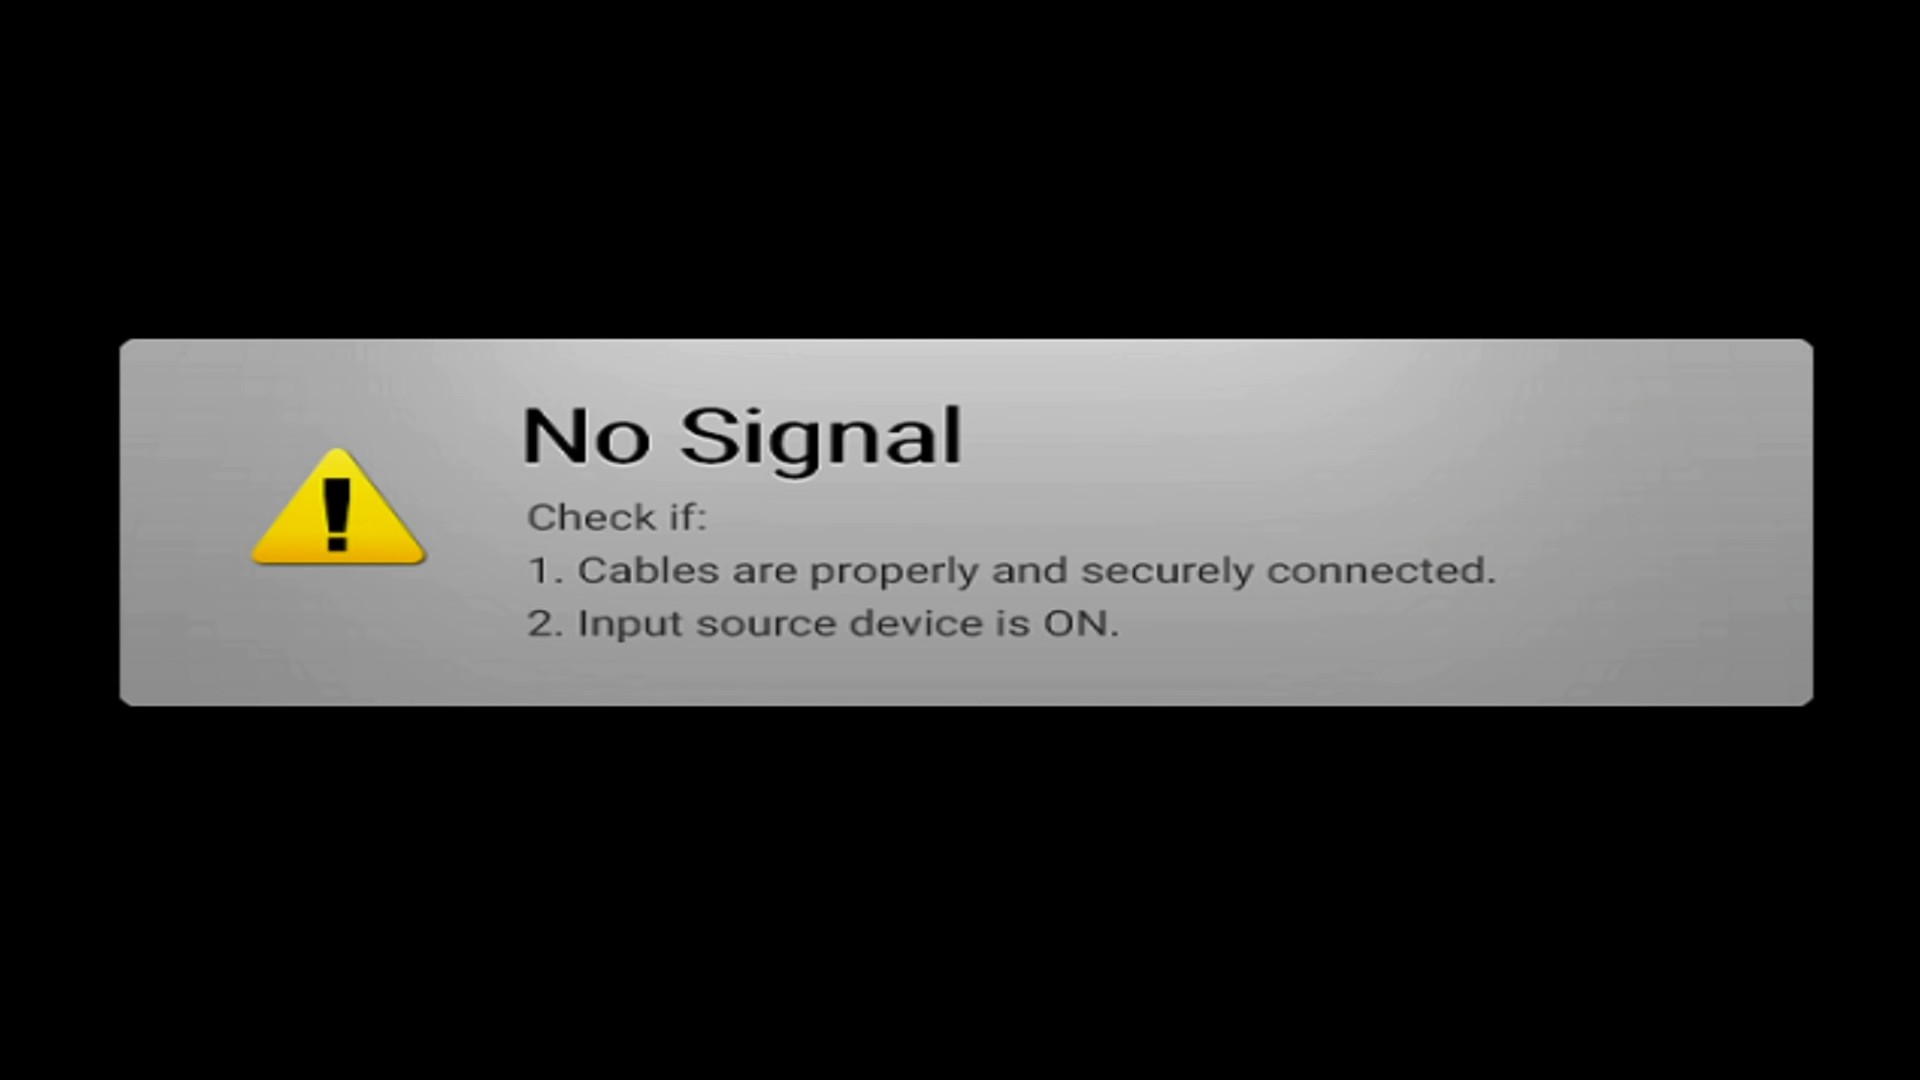 No Signal
Check if:
1. Cables are properly and securely connected.
2. Input source device is ON.